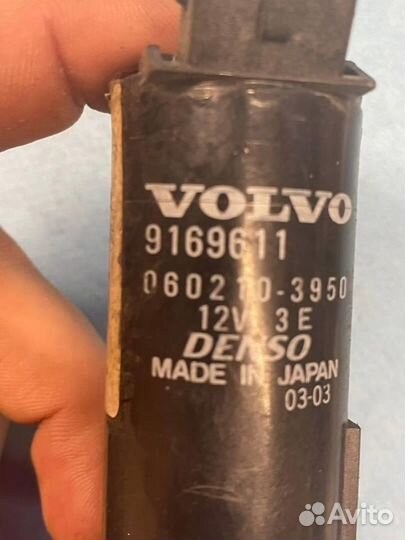 VOLVO
9169611
060210-3950
12V 3E
DENSO
MADE IN JAPAN
03-03
Avito